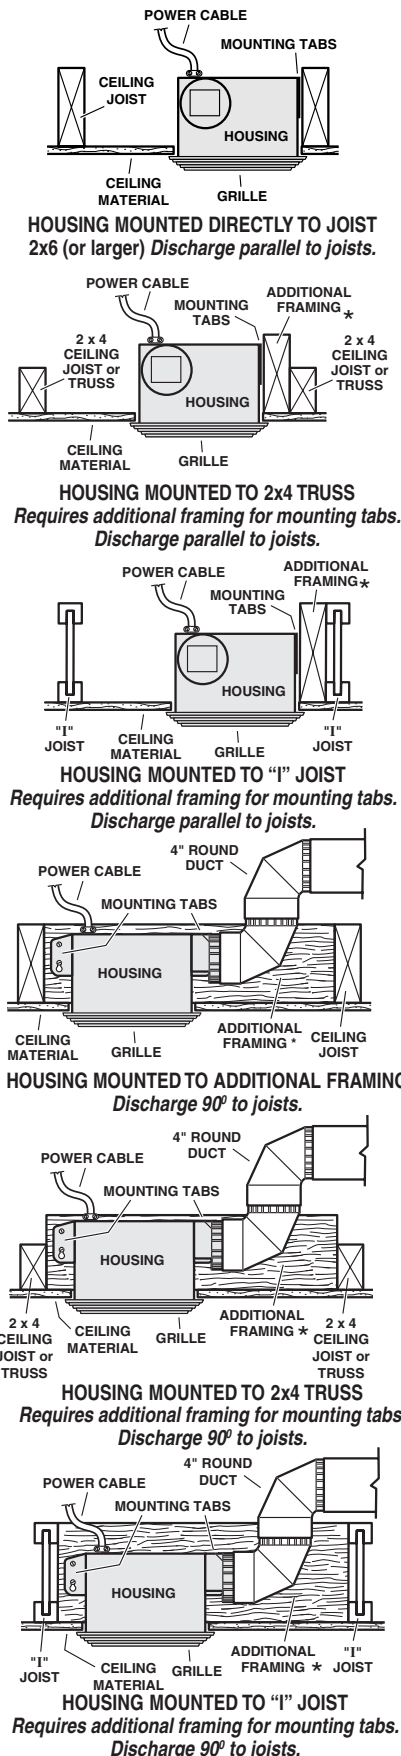 POWER CABLE
MOUNTING TABS
CEILING
JOIST
HOUSING
CEILING
MATERIAL
GRILLE
HOUSING MOUNTED DIRECTLY TO JOIST
2x6 (or larger) Discharge parallel to joists.
POWER CABLE
MOUNTING
TABS
ADDITIONAL
FRAMING *
2 x 4
CEILING
JOIST or
TRUSS
2 x 4
CEILING
JOIST or
TRUSS
HOUSING
CEILING
MATERIAL
GRILLE
HOUSING MOUNTED TO 2x4 TRUSS
Requires additional framing for mounting tabs.
Discharge parallel to joists.
POWER CABLE
ADDITIONAL
FRAMING*
MOUNTING
TABS
HOUSING
"I"
JOIST
CEILING
MATERIAL
GRILLE
"I"
JOIST
HOUSING MOUNTED TO “I” JOIST
Requires additional framing for mounting tabs.
Discharge parallel to joists.
4" ROUND
DUCT
POWER CABLE
MOUNTING TABS
HOUSING
CEILING
MATERIAL
GRILLE
ADDITIONAL
FRAMING *
CEILING
JOIST
HOUSING MOUNTED TO ADDITIONAL FRAMING
Discharge 90⁰ to joists.
4" ROUND
DUCT
POWER CABLE
MOUNTING TABS
HOUSING
2 x 4
CEILING
JOIST or
TRUSS
CEILING
MATERIAL
GRILLE
ADDITIONAL
FRAMING *
2 x 4
CEILING
JOIST or
TRUSS
HOUSING MOUNTED TO 2x4 TRUSS
Requires additional framing for mounting tabs
Discharge 90⁰ to joists.
4" ROUND
DUCT
POWER CABLE
MOUNTING TABS
HOUSING
"I"
JOIST
CEILING
MATERIAL
GRILLE
ADDITIONAL
FRAMING *
"I"
JOIST
HOUSING MOUNTED TO “I” JOIST
Requires additional framing for mounting tabs.
Discharge 90⁰ to joists.